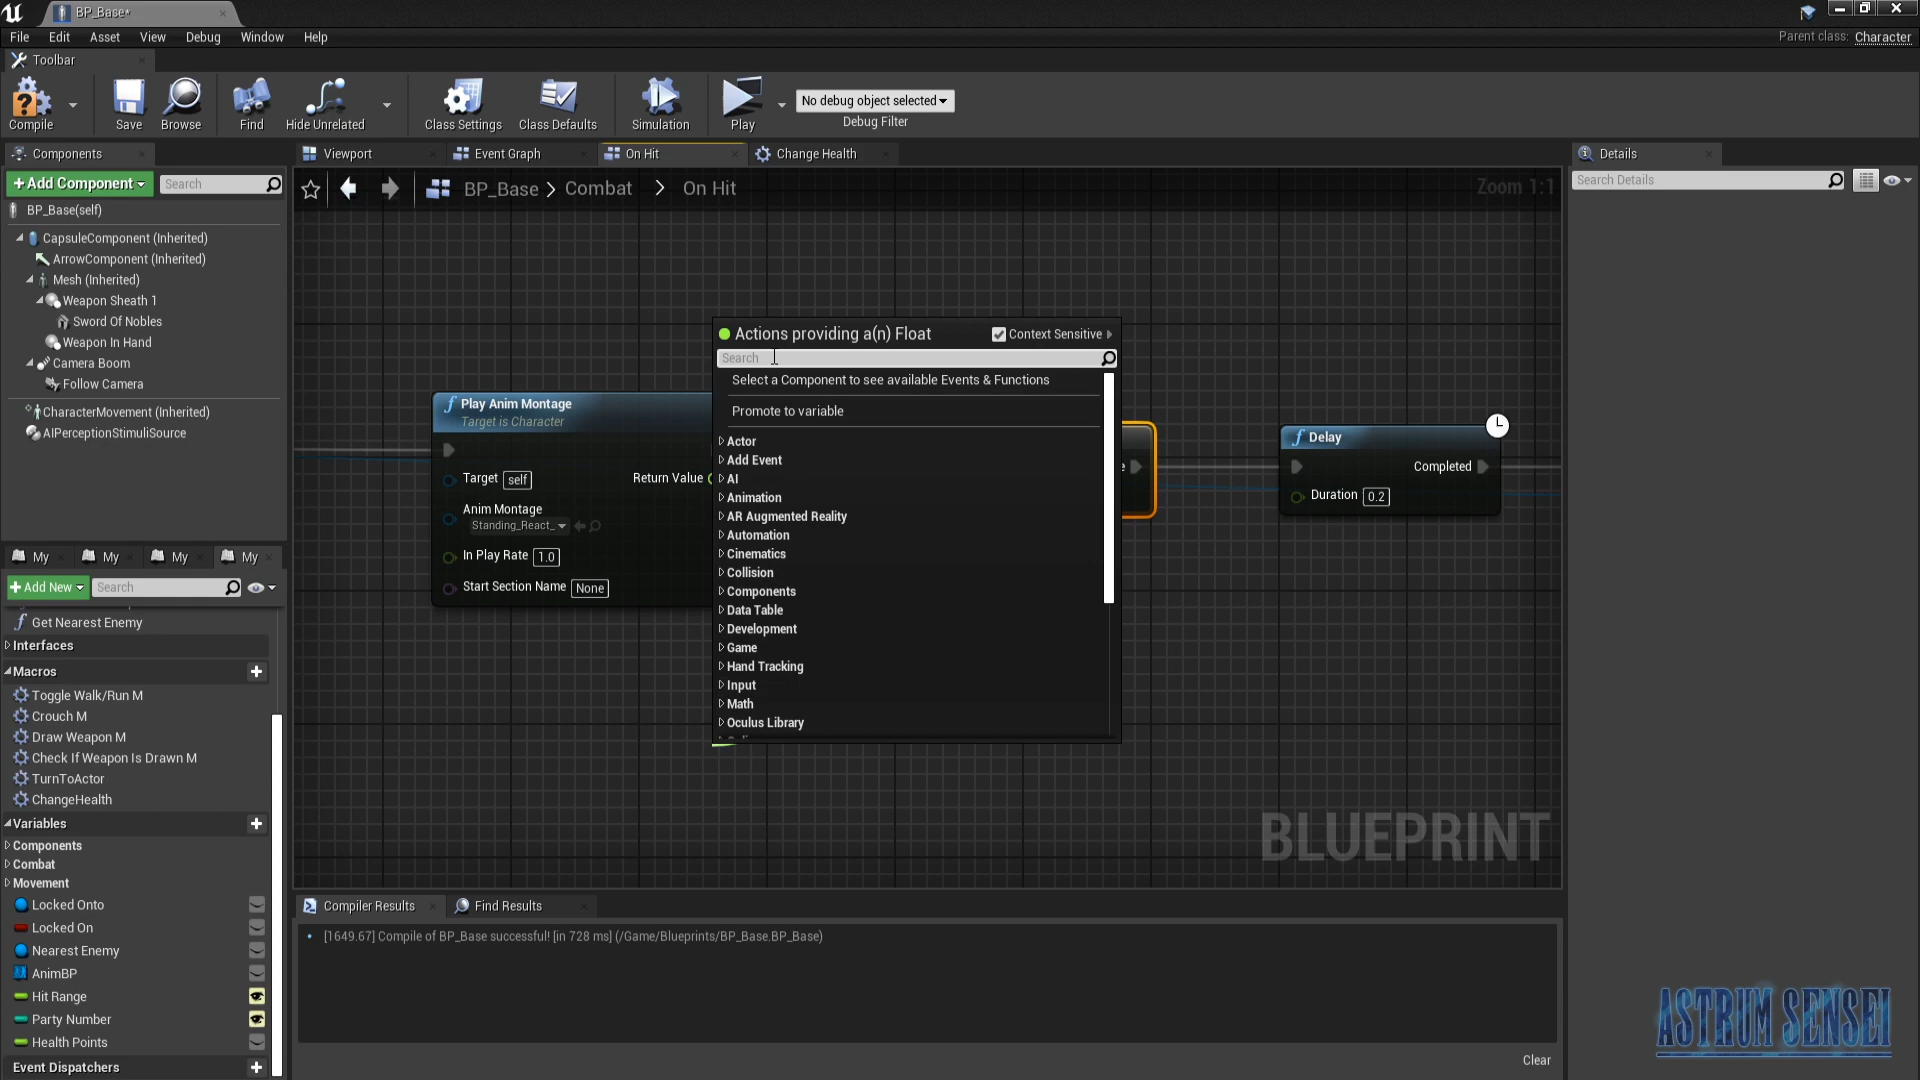 BP_Base*
File Edit Asset View Debug Window Help
Parent class: Character
Toolbar
Compile Save Browse Find Hide Unrelated Class Settings Class Defaults Simulation Play
No debug object selected
Debug Filter
Components
Viewport Event Graph On Hit Change Health
Details
+Add Component Search
BP_Base > Combat > On Hit
Zoom 1:1
Search Details
BP_Base(self)
CapsuleComponent (Inherited)
ArrowComponent (Inherited)
Mesh (Inherited)
Weapon Sheath 1
Sword Of Nobles
Weapon In Hand
Camera Boom
Follow Camera
CharacterMovement (Inherited)
AIPerceptionStimuliSource
My My My My
+Add New Search
Get Nearest Enemy
Interfaces
Macros
Toggle Walk/Run M
Crouch M
Draw Weapon M
Check If Weapon Is Drawn M
TurnToActor
ChangeHealth
Variables
Components
Combat
Movement
Locked Onto
Locked On
Nearest Enemy
AnimBP
Hit Range
Party Number
Health Points
Event Dispatchers
f Play Anim Montage
Target is Character
Target self
Return Value
Anim Montage
Standing_React_
In Play Rate 1.0
Start Section Name None
Actions providing a(n) Float
Context Sensitive
Search
Select a Component to see available Events & Functions
Promote to variable
Actor
Add Event
AI
Animation
AR Augmented Reality
Automation
Cinematics
Collision
Components
Data Table
Development
Game
Hand Tracking
Input
Math
Oculus Library
f Delay
Completed
Duration 0.2
BLUEPRINT
Compiler Results Find Results
[1649.67] Compile of BP_Base successful! [in 728 ms] (/Game/Blueprints/BP_Base.BP_Base)
Clear
ASTRUM SENSEI